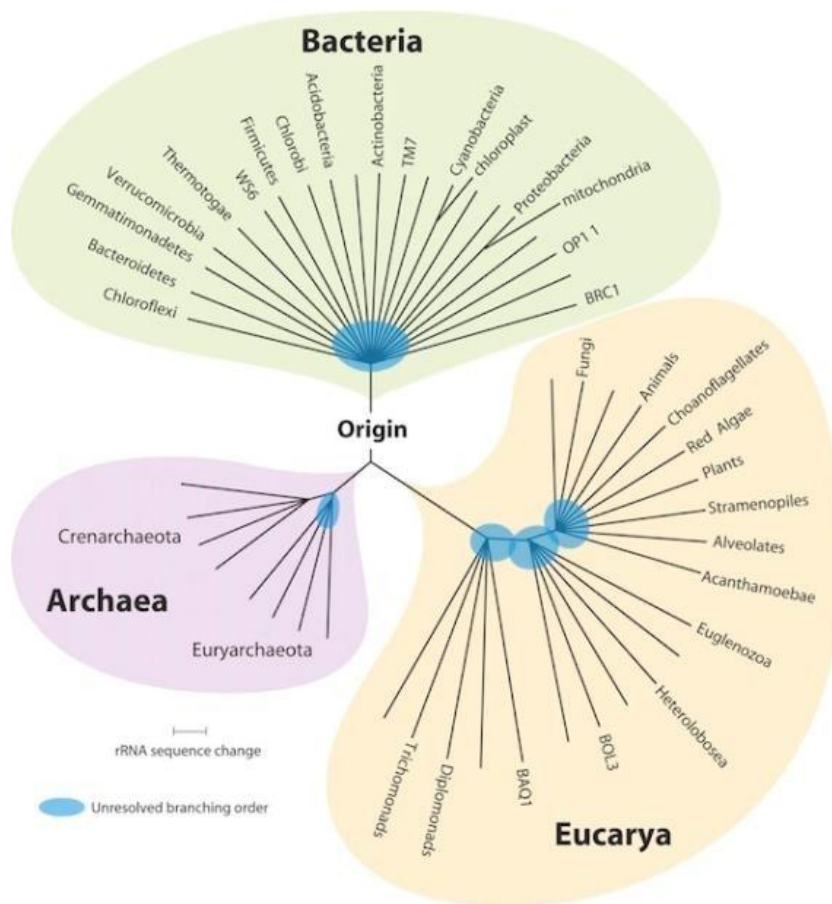 Bacteria
Chloroflexi
Bacteroidetes
Gemmatimonadetes
Verrucomicrobia
Thermotogae
WS6
Firmicutes
Chlorobi
Acidobacteria
Actinobacteria
TM7
Cyanobacteria
chloroplast
Proteobacteria
mitochondria
OP1 1
BRC1
Origin
Fungi
Animals
Choanoflagellates
Red Algae
Plants
Stramenopiles
Alveolates
Acanthamoebae
Euglenozoa
Heterolobosea
BOL3
BAQ1
Diplomonads
Trichomonads
Eucarya
Crenarchaeota
Archaea
Euryarchaeota
rRNA sequence change
Unresolved branching order